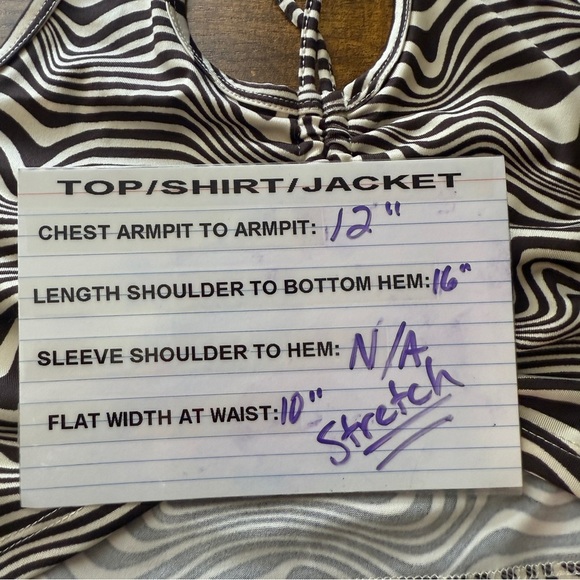 TOP/SHIRT/JACKET
CHEST ARMPIT TO ARMPIT: 12"
LENGTH SHOULDER TO BOTTOM HEM: 16"
SLEEVE SHOULDER TO HEM: N/A
FLAT WIDTH AT WAIST: 10"
Stretch